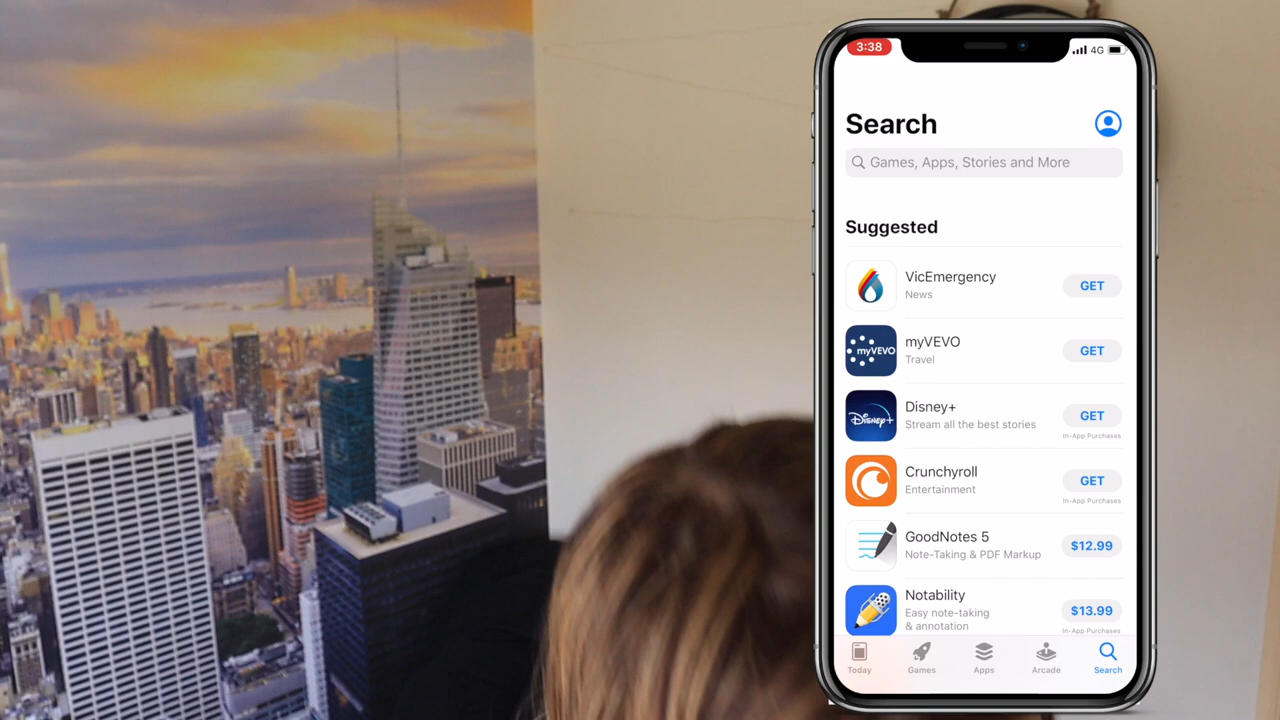 3:38
4G
Search
Games, Apps, Stories and More
Suggested
VicEmergency
News
GET
myVEVO
myVEVO
Travel
GET
Disney+
Disney+
Stream all the best stories
GET
In-App Purchases
Crunchyroll
Entertainment
GET
In-App Purchases
GoodNotes 5
Note-Taking & PDF Markup
$12.99
Notability
Easy note-taking
& annotation
$13.99
In-App Purchases
Today
Games
Apps
Arcade
Search